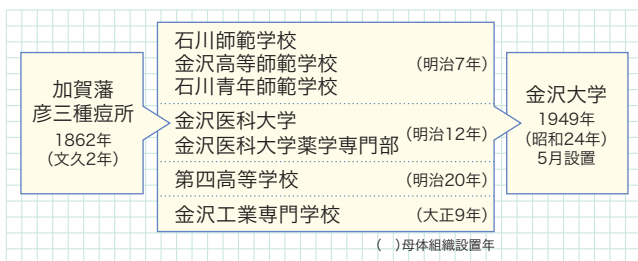 加賀藩
彦三種痘所
1862年
(文久2年)
石川師範学校
金沢高等師範学校
石川青年師範学校
(明治7年)
金沢医科大学
金沢医科大学薬学専門部
(明治12年)
第四高等学校
(明治20年)
金沢工業専門学校
(大正9年)
金沢大学
1949年
(昭和24年)
5月設置
(　)母体組織設置年